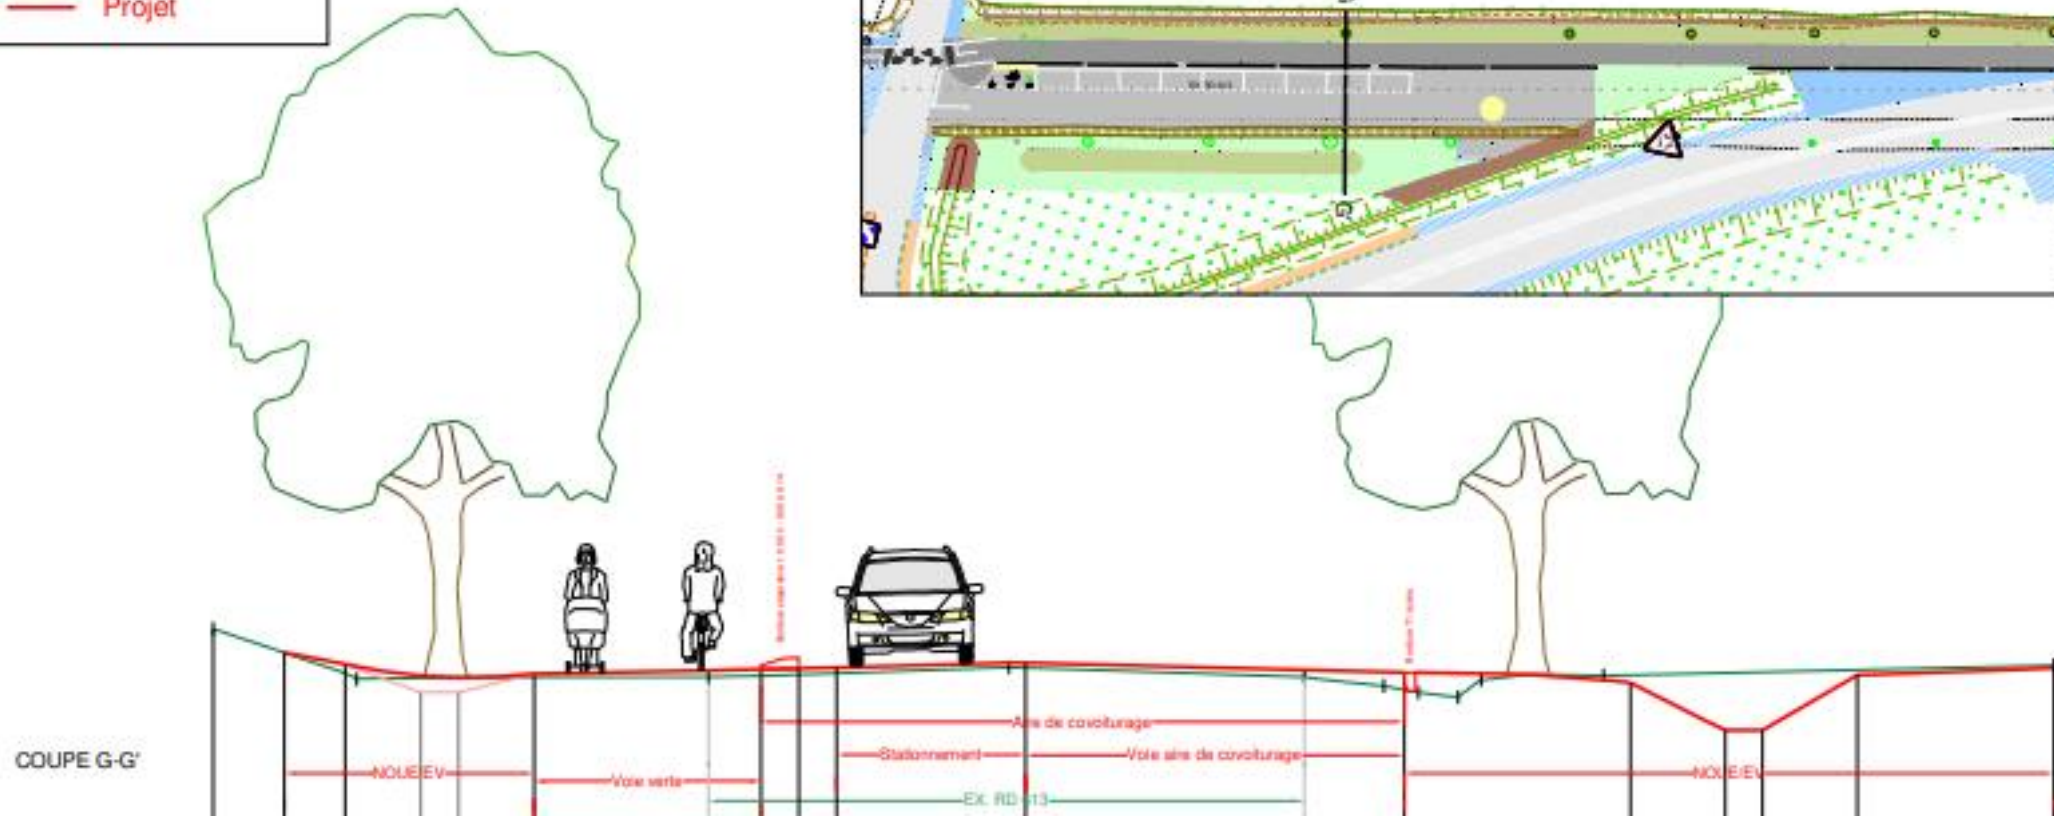 Projet
G'
Aire de covoiturage
COUPE G-G'
Stationnement
Voie aire de covoiturage
NOUE/EV
Voie verte
NOUE/EV
EX. RD 613